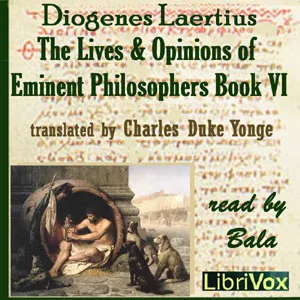 Diogenes Laertius
The Lives & Opinions of
Eminent Philosophers Book VI
translated by Charles Duke Yonge
read by
Bala
LibriVox